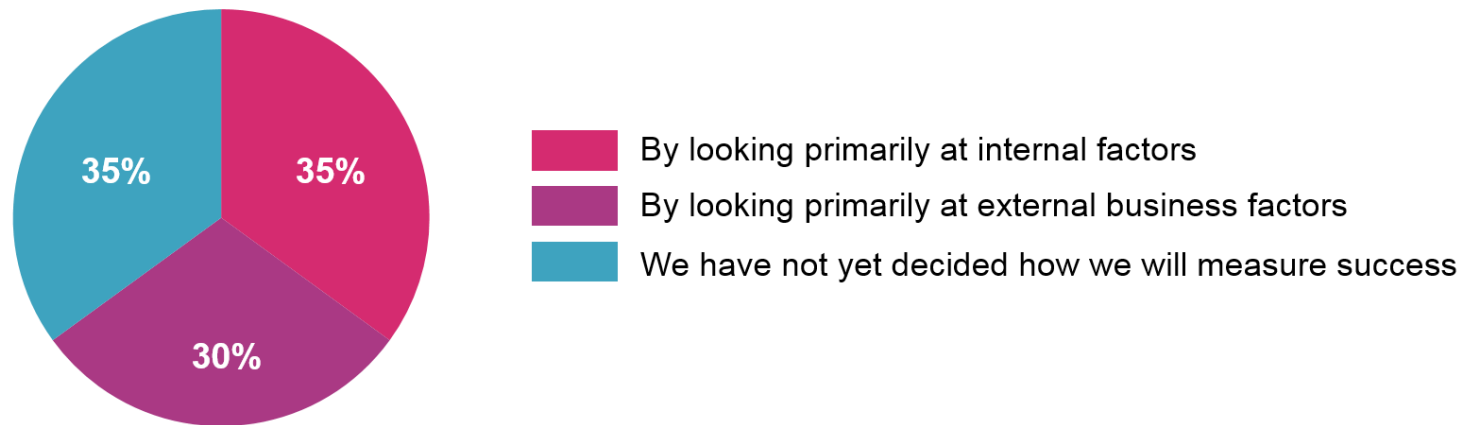 35%
35%
30%
By looking primarily at internal factors
By looking primarily at external business factors
We have not yet decided how we will measure success